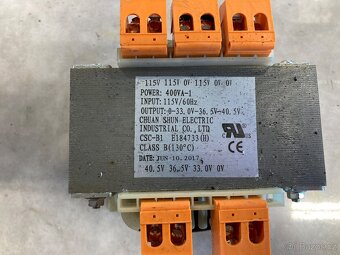 115V 115V 0V 115V 0V 0V
POWER: 400VA-1
INPUT: 115V/60Hz
OUTPUT: 0-33.0V-36.5V-40.5V
CHUAN SHUN ELECTRIC
INDUSTRIAL CO., LTD
CSC-B1 E184733(H)
CLASS B(130°C)
DATE: JUN-10.2017
40.5V 36.5V 33.0V 0V